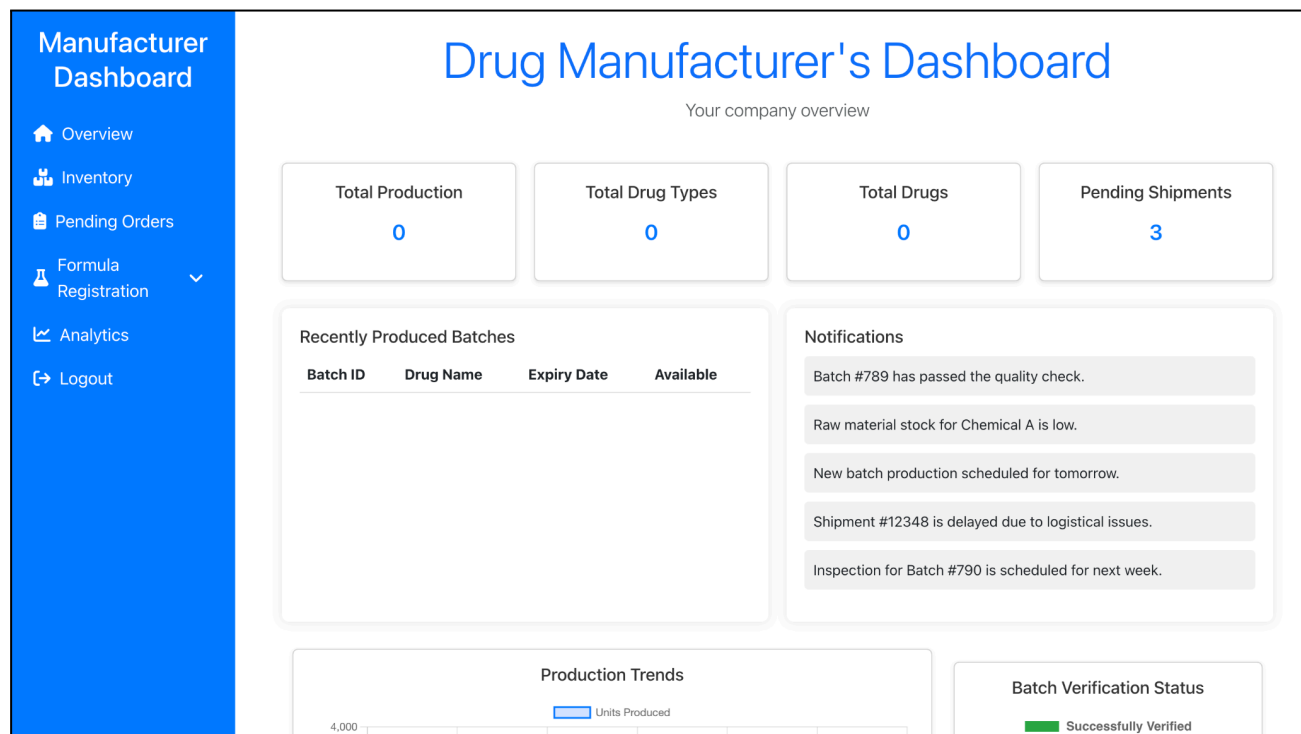 Manufacturer
Dashboard
Overview
Inventory
Pending Orders
Formula
Registration
Analytics
Logout
Drug Manufacturer's Dashboard
Your company overview
Total Production
0
Total Drug Types
0
Total Drugs
0
Pending Shipments
3
Recently Produced Batches
Batch ID Drug Name Expiry Date Available
Notifications
Batch #789 has passed the quality check.
Raw material stock for Chemical A is low.
New batch production scheduled for tomorrow.
Shipment #12348 is delayed due to logistical issues.
Inspection for Batch #790 is scheduled for next week.
Production Trends
Units Produced
4,000
Batch Verification Status
Successfully Verified